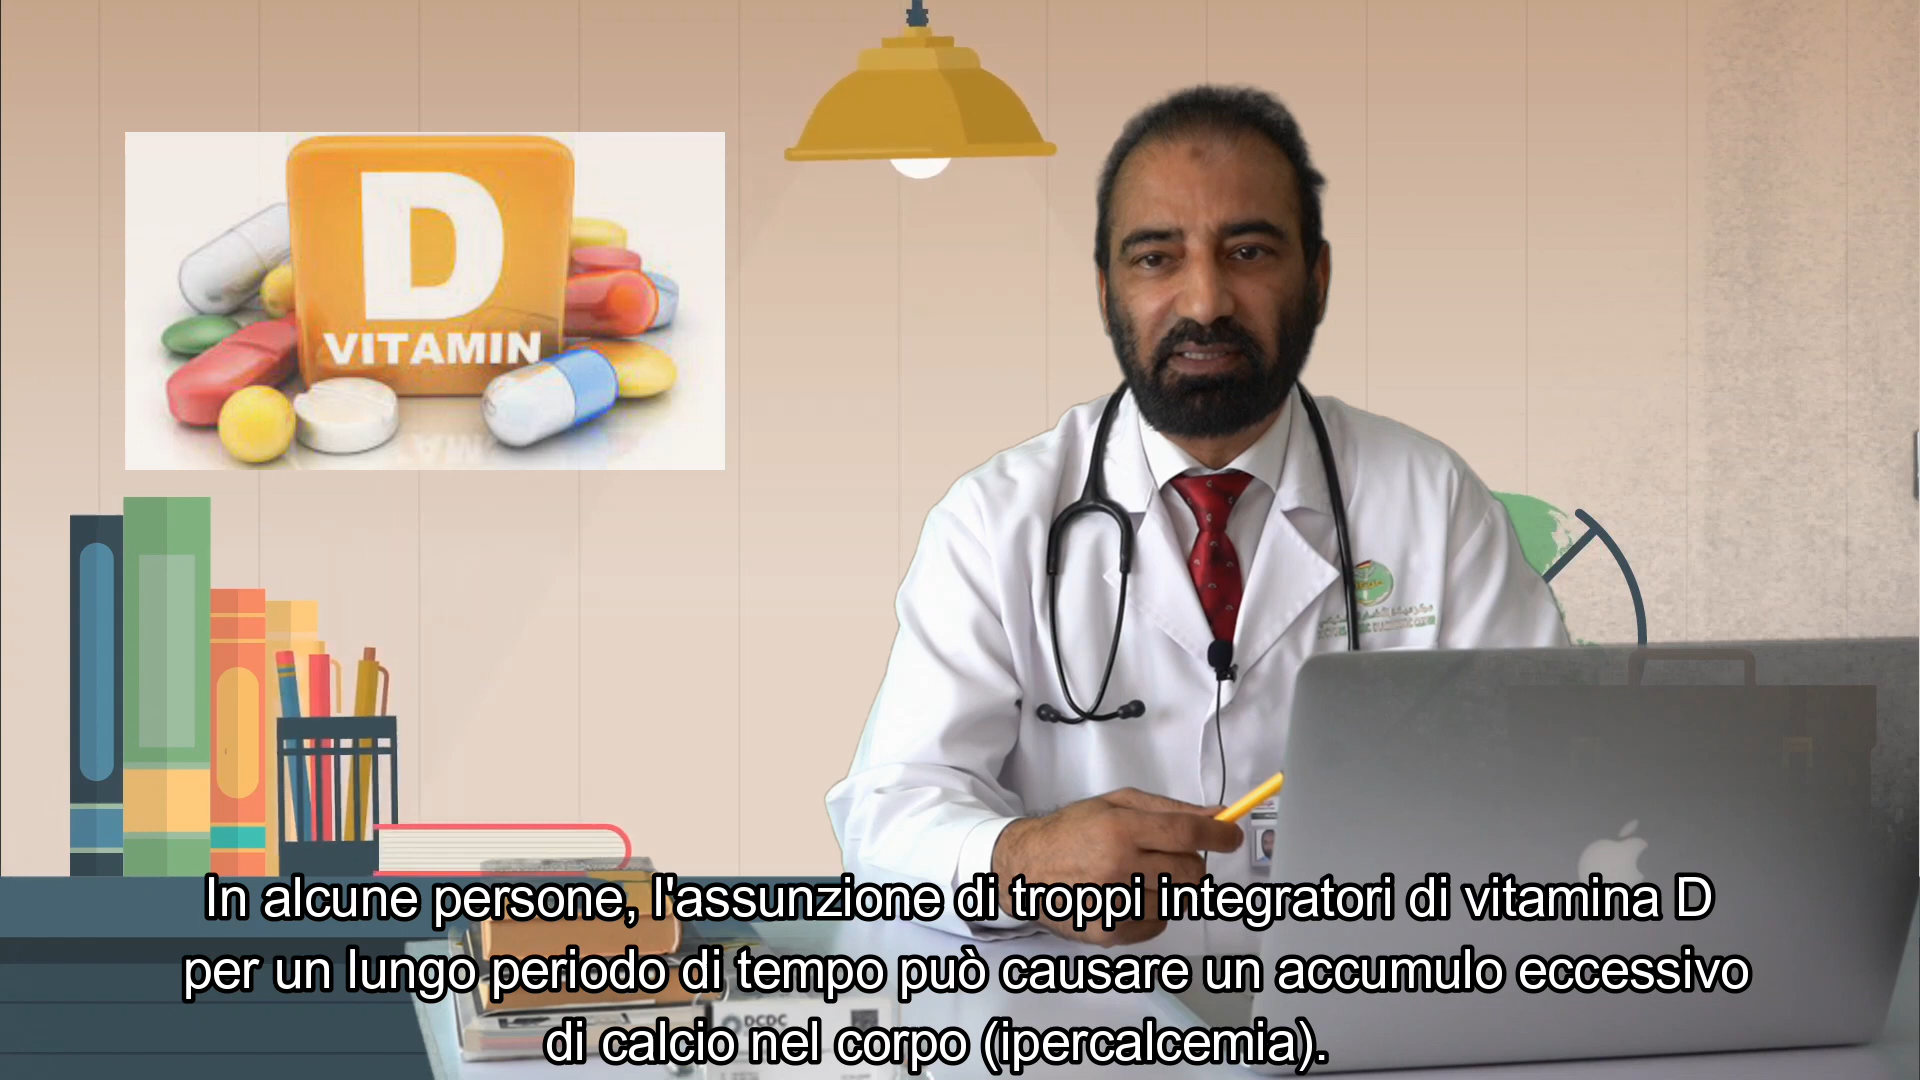 D
VITAMIN
In alcune persone, l'assunzione di troppi integratori di vitamina D
per un lungo periodo di tempo può causare un accumulo eccessivo
di calcio nel corpo (ipercalcemia).
DCDC